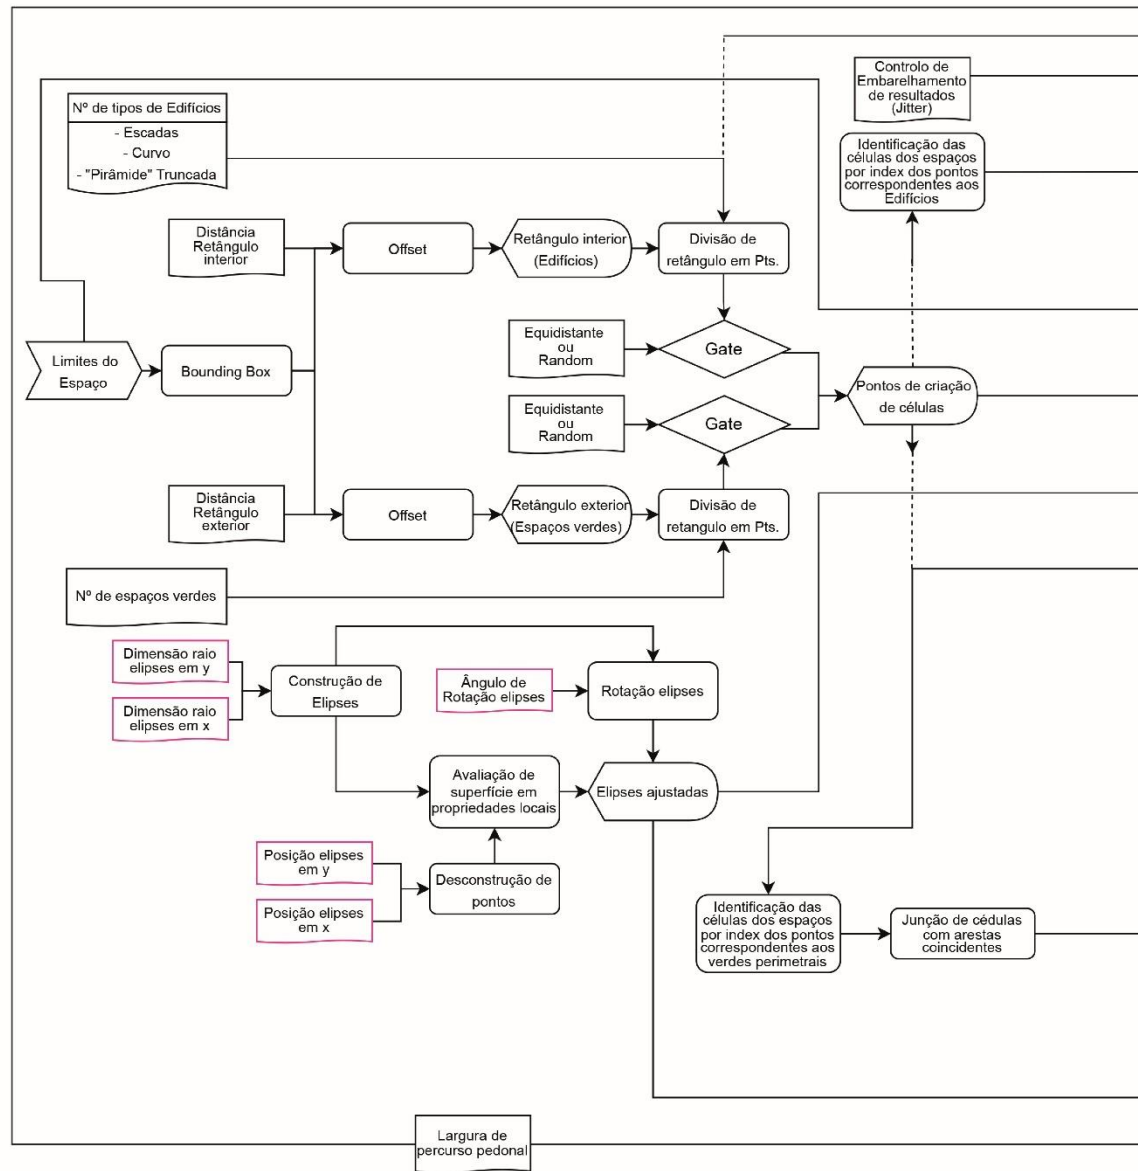 Nº de tipos de Edifícios
- Escadas
- Curvo
- "Pirâmide" Truncada
Controlo de
Embarelhamento
de resultados
(Jitter)
Identificação das
células dos espaços
por index dos pontos
correspondentes aos
Edifícios
Distância
Retângulo
interior
Offset
Retângulo interior
(Edifícios)
Divisão de
retângulo em Pts.
Equidistante
ou
Random
Gate
Limites do
Espaço
Bounding Box
Pontos de criação
de células
Equidistante
ou
Random
Gate
Distância
Retângulo
exterior
Offset
Retângulo exterior
(Espaços verdes)
Divisão de
retangulo em Pts.
Nº de espaços verdes
Dimensão raio
elipses em y
Dimensão raio
elipses em x
Construção de
Elipses
Ângulo de
Rotação elipses
Rotação elipses
Avaliação de
superfície em
propriedades locais
Elipses ajustadas
Posição elipses
em y
Posição elipses
em x
Desconstrução de
pontos
Identificação das
células dos espaços
por index dos pontos
correspondentes aos
verdes perimetrais
Junção de cédulas
com arestas
coincidentes
Largura de
percurso pedonal